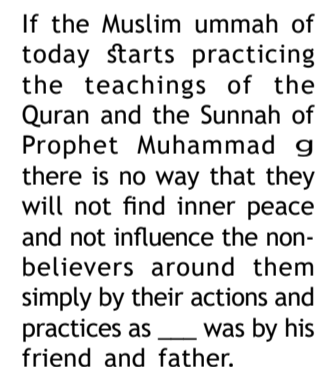 If the Muslim ummah of
today starts practicing
the teachings of the
Quran and the Sunnah of
Prophet Muhammad g
there is no way that they
will not find inner peace
and not influence the non-
believers around them
simply by their actions and
practices as ___ was by his
friend and father.